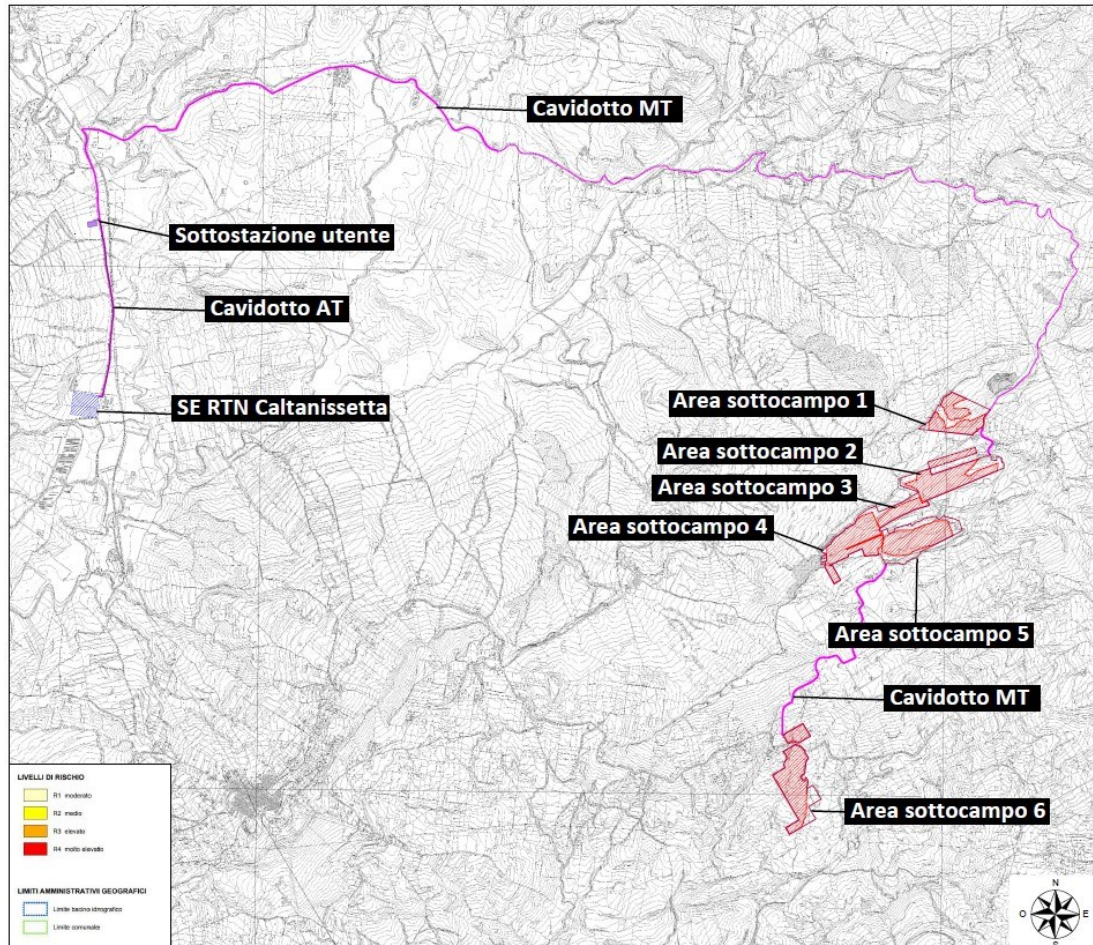 Cavidotto MT
Sottostazione utente
Cavidotto AT
SE RTN Caltanissetta
Area sottocampo 1
Area sottocampo 2
Area sottocampo 3
Area sottocampo 4
Area sottocampo 5
Cavidotto MT
Area sottocampo 6
LIVELLI DI RISCHIO
R1 moderato
R2 medio
R3 elevato
R4 molto elevato
LIMITI AMMINISTRATIVI GEOGRAFICI
Limite bacino idrografico
Limite comunale
N
O E
S